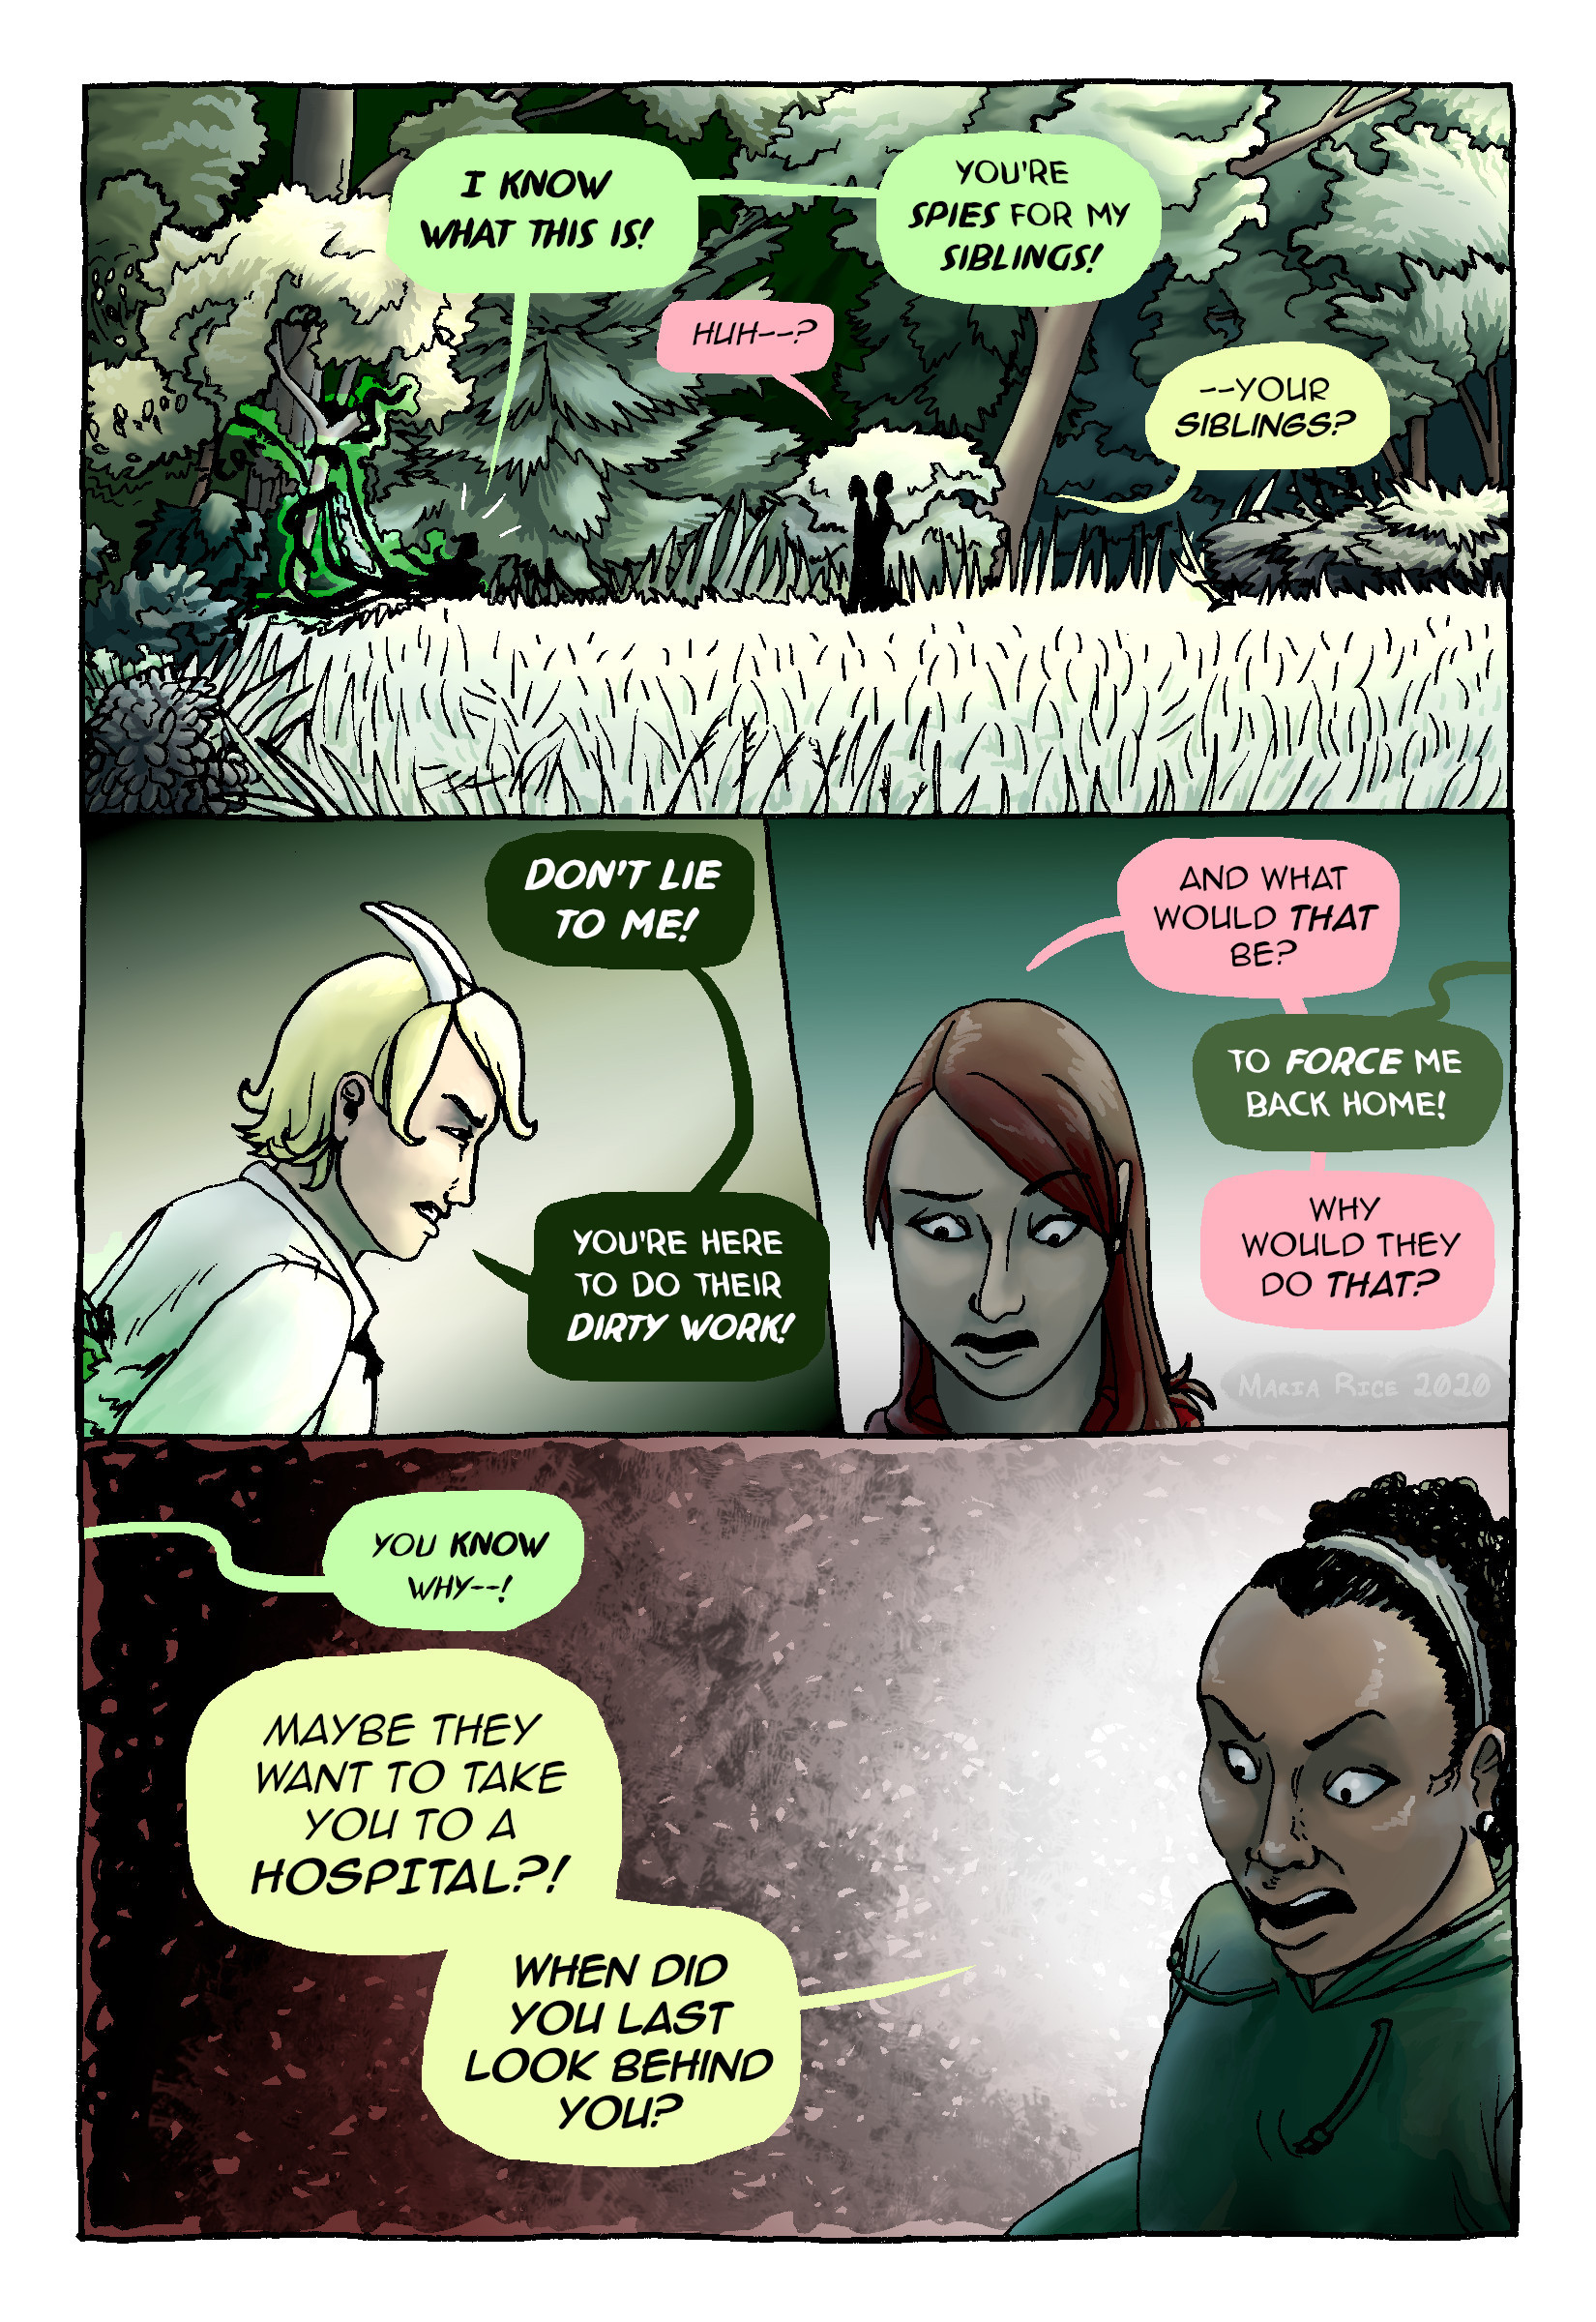 I KNOW
WHAT THIS IS!
YOU'RE
SPIES FOR MY
SIBLINGS!
HUH--?
--YOUR
SIBLINGS?
DON'T LIE
TO ME!
YOU'RE HERE
TO DO THEIR
DIRTY WORK!
AND WHAT
WOULD THAT
BE?
TO FORCE ME
BACK HOME!
WHY
WOULD THEY
DO THAT?
MARIA RICE 2020
YOU KNOW
WHY--!
MAYBE THEY
WANT TO TAKE
YOU TO A
HOSPITAL?!
WHEN DID
YOU LAST
LOOK BEHIND
YOU?